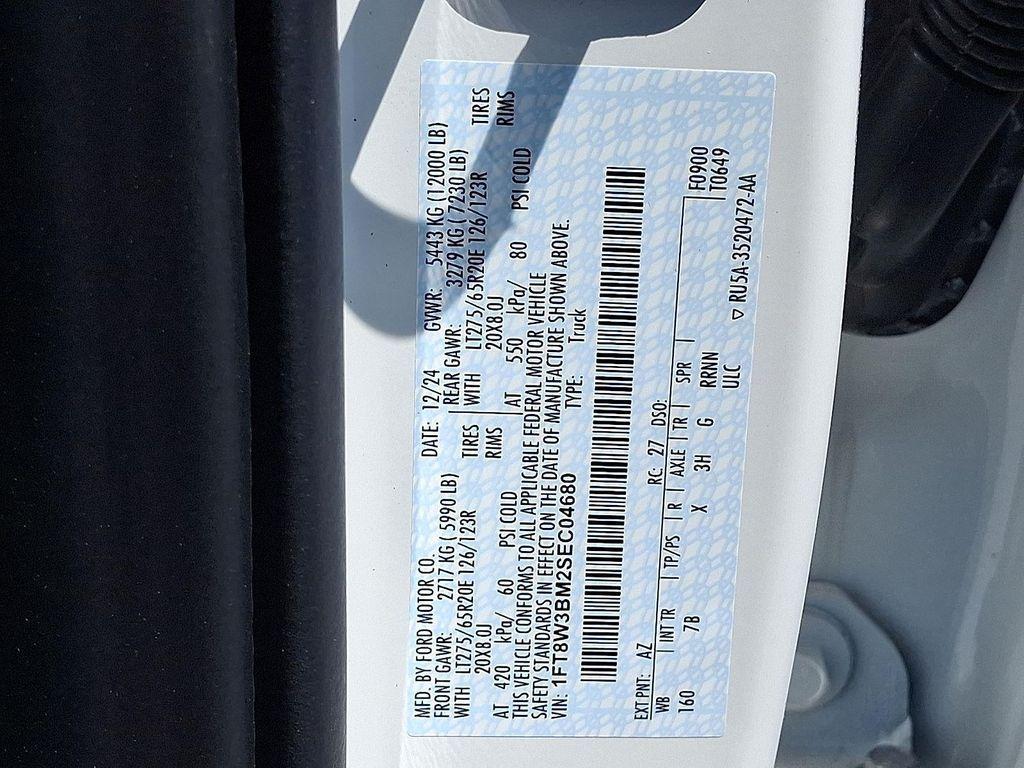 MFD. BY FORD MOTOR CO.
DATE: 12/24
GVWR: 5443 KG (12000 LB)
FRONT GAWR: 2717 KG ( 5990 LB)
REAR GAWR: 3279 KG ( 7230 LB)
WITH LT275/65R20E 126/123R TIRES
WITH LT275/65R20E 126/123R TIRES
20X8.0J RIMS
20X8.0J RIMS
AT 420 kPa/ 60 PSI COLD
AT 550 kPa/ 80 PSI COLD
THIS VEHICLE CONFORMS TO ALL APPLICABLE FEDERAL MOTOR VEHICLE
SAFETY STANDARDS IN EFFECT ON THE DATE OF MANUFACTURE SHOWN ABOVE.
VIN: 1FT8W3BM2SEC04680
TYPE: Truck
EXT PNT: AZ RC: 27 DSO:
WB INT TR TP/PS R AXLE TR SPR F0900
160 7B X 3H G RRNN T0649
ULC
▽ RU5A-3520472-AA